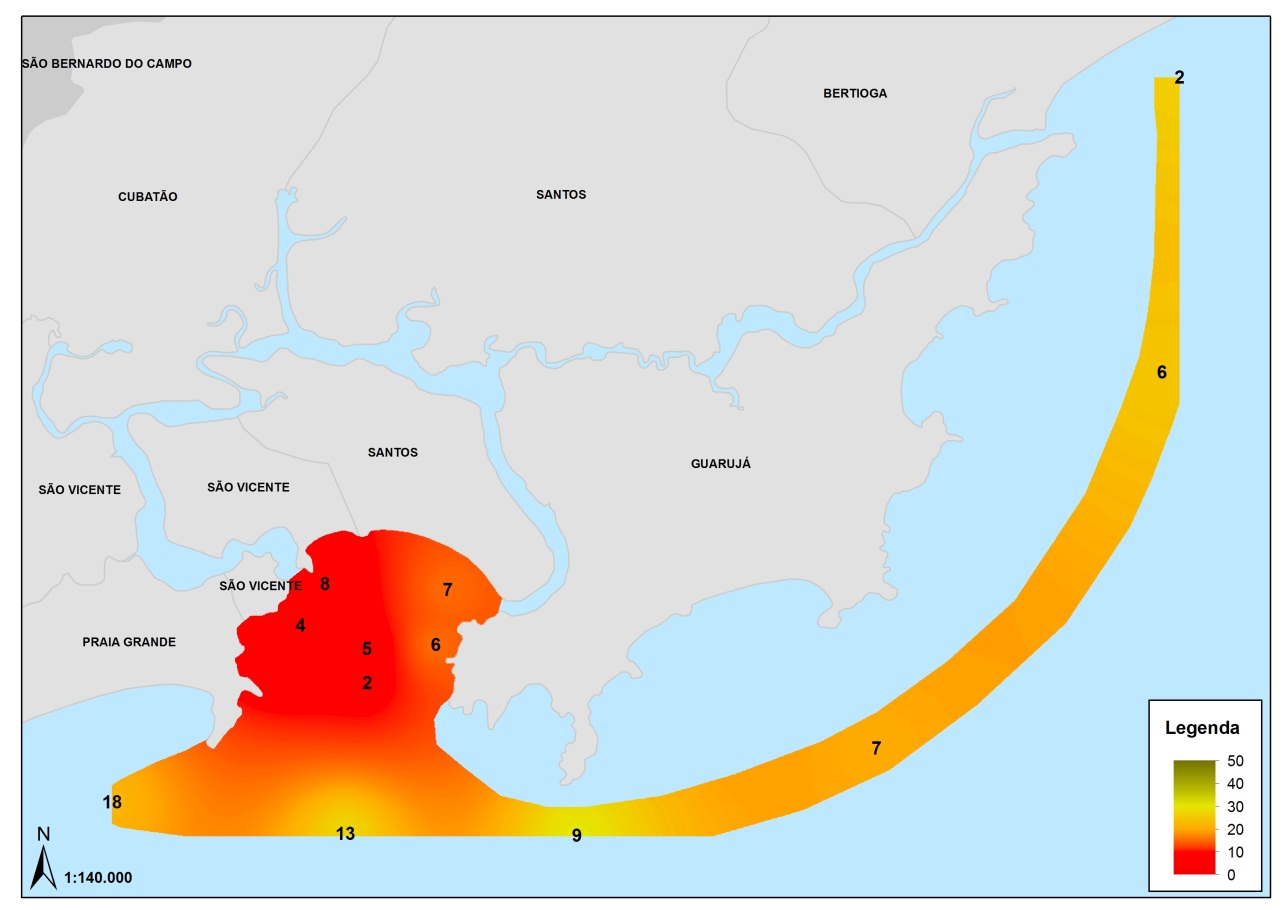 2
SÃO BERNARDO DO CAMPO
BERTIOGA
CUBATÃO
SANTOS
6
SANTOS
GUARUJÁ
SÃO VICENTE
SÃO VICENTE
SÃO VICENTE
8
7
4
PRAIA GRANDE
5
6
2
Legenda
7
50
40
30
20
10
0
18
13
9
N
1:140.000